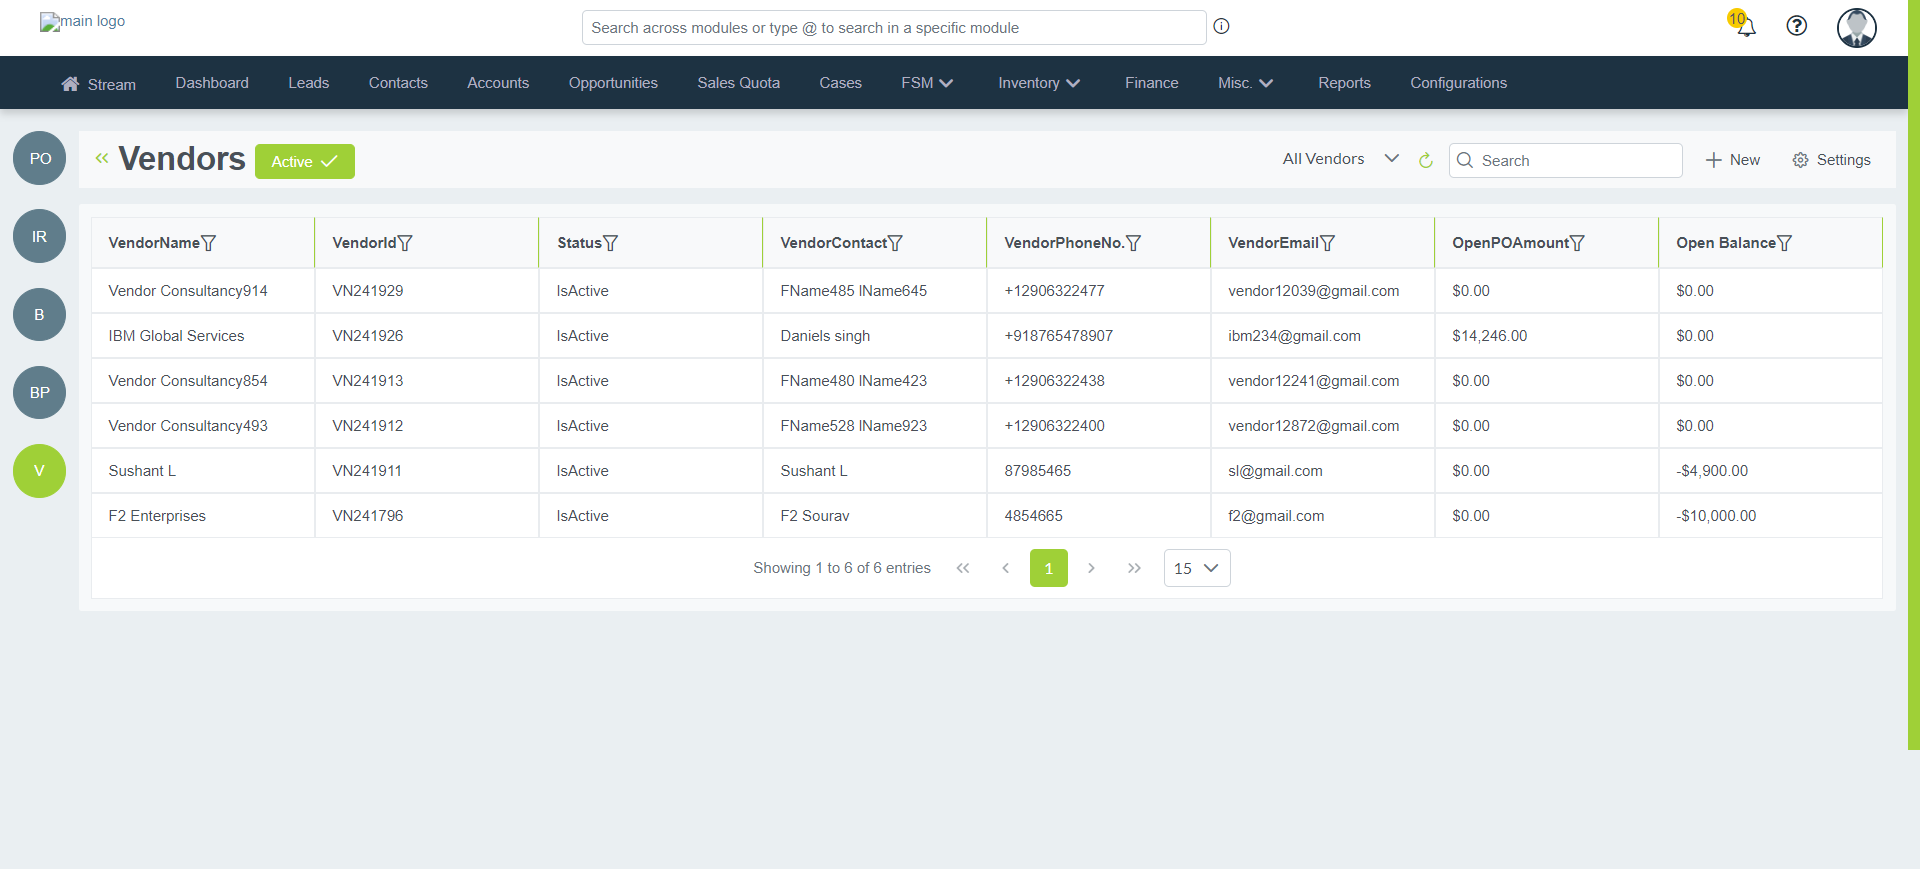 main logo
Search across modules or type @ to search in a specific module
10
Stream Dashboard Leads Contacts Accounts Opportunities Sales Quota Cases FSM Inventory Finance Misc. Reports Configurations
PO
IR
B
BP
V
Vendors Active All Vendors Search New Settings
VendorName VendorId Status VendorContact VendorPhoneNo. VendorEmail OpenPOAmount Open Balance
Vendor Consultancy914 VN241929 IsActive FName485 lName645 +12906322477 vendor12039@gmail.com $0.00 $0.00
IBM Global Services VN241926 IsActive Daniels singh +918765478907 ibm234@gmail.com $14,246.00 $0.00
Vendor Consultancy854 VN241913 IsActive FName480 lName423 +12906322438 vendor12241@gmail.com $0.00 $0.00
Vendor Consultancy493 VN241912 IsActive FName528 lName923 +12906322400 vendor12872@gmail.com $0.00 $0.00
Sushant L VN241911 IsActive Sushant L 87985465 sl@gmail.com $0.00 -$4,900.00
F2 Enterprises VN241796 IsActive F2 Sourav 4854665 f2@gmail.com $0.00 -$10,000.00
Showing 1 to 6 of 6 entries 1 15